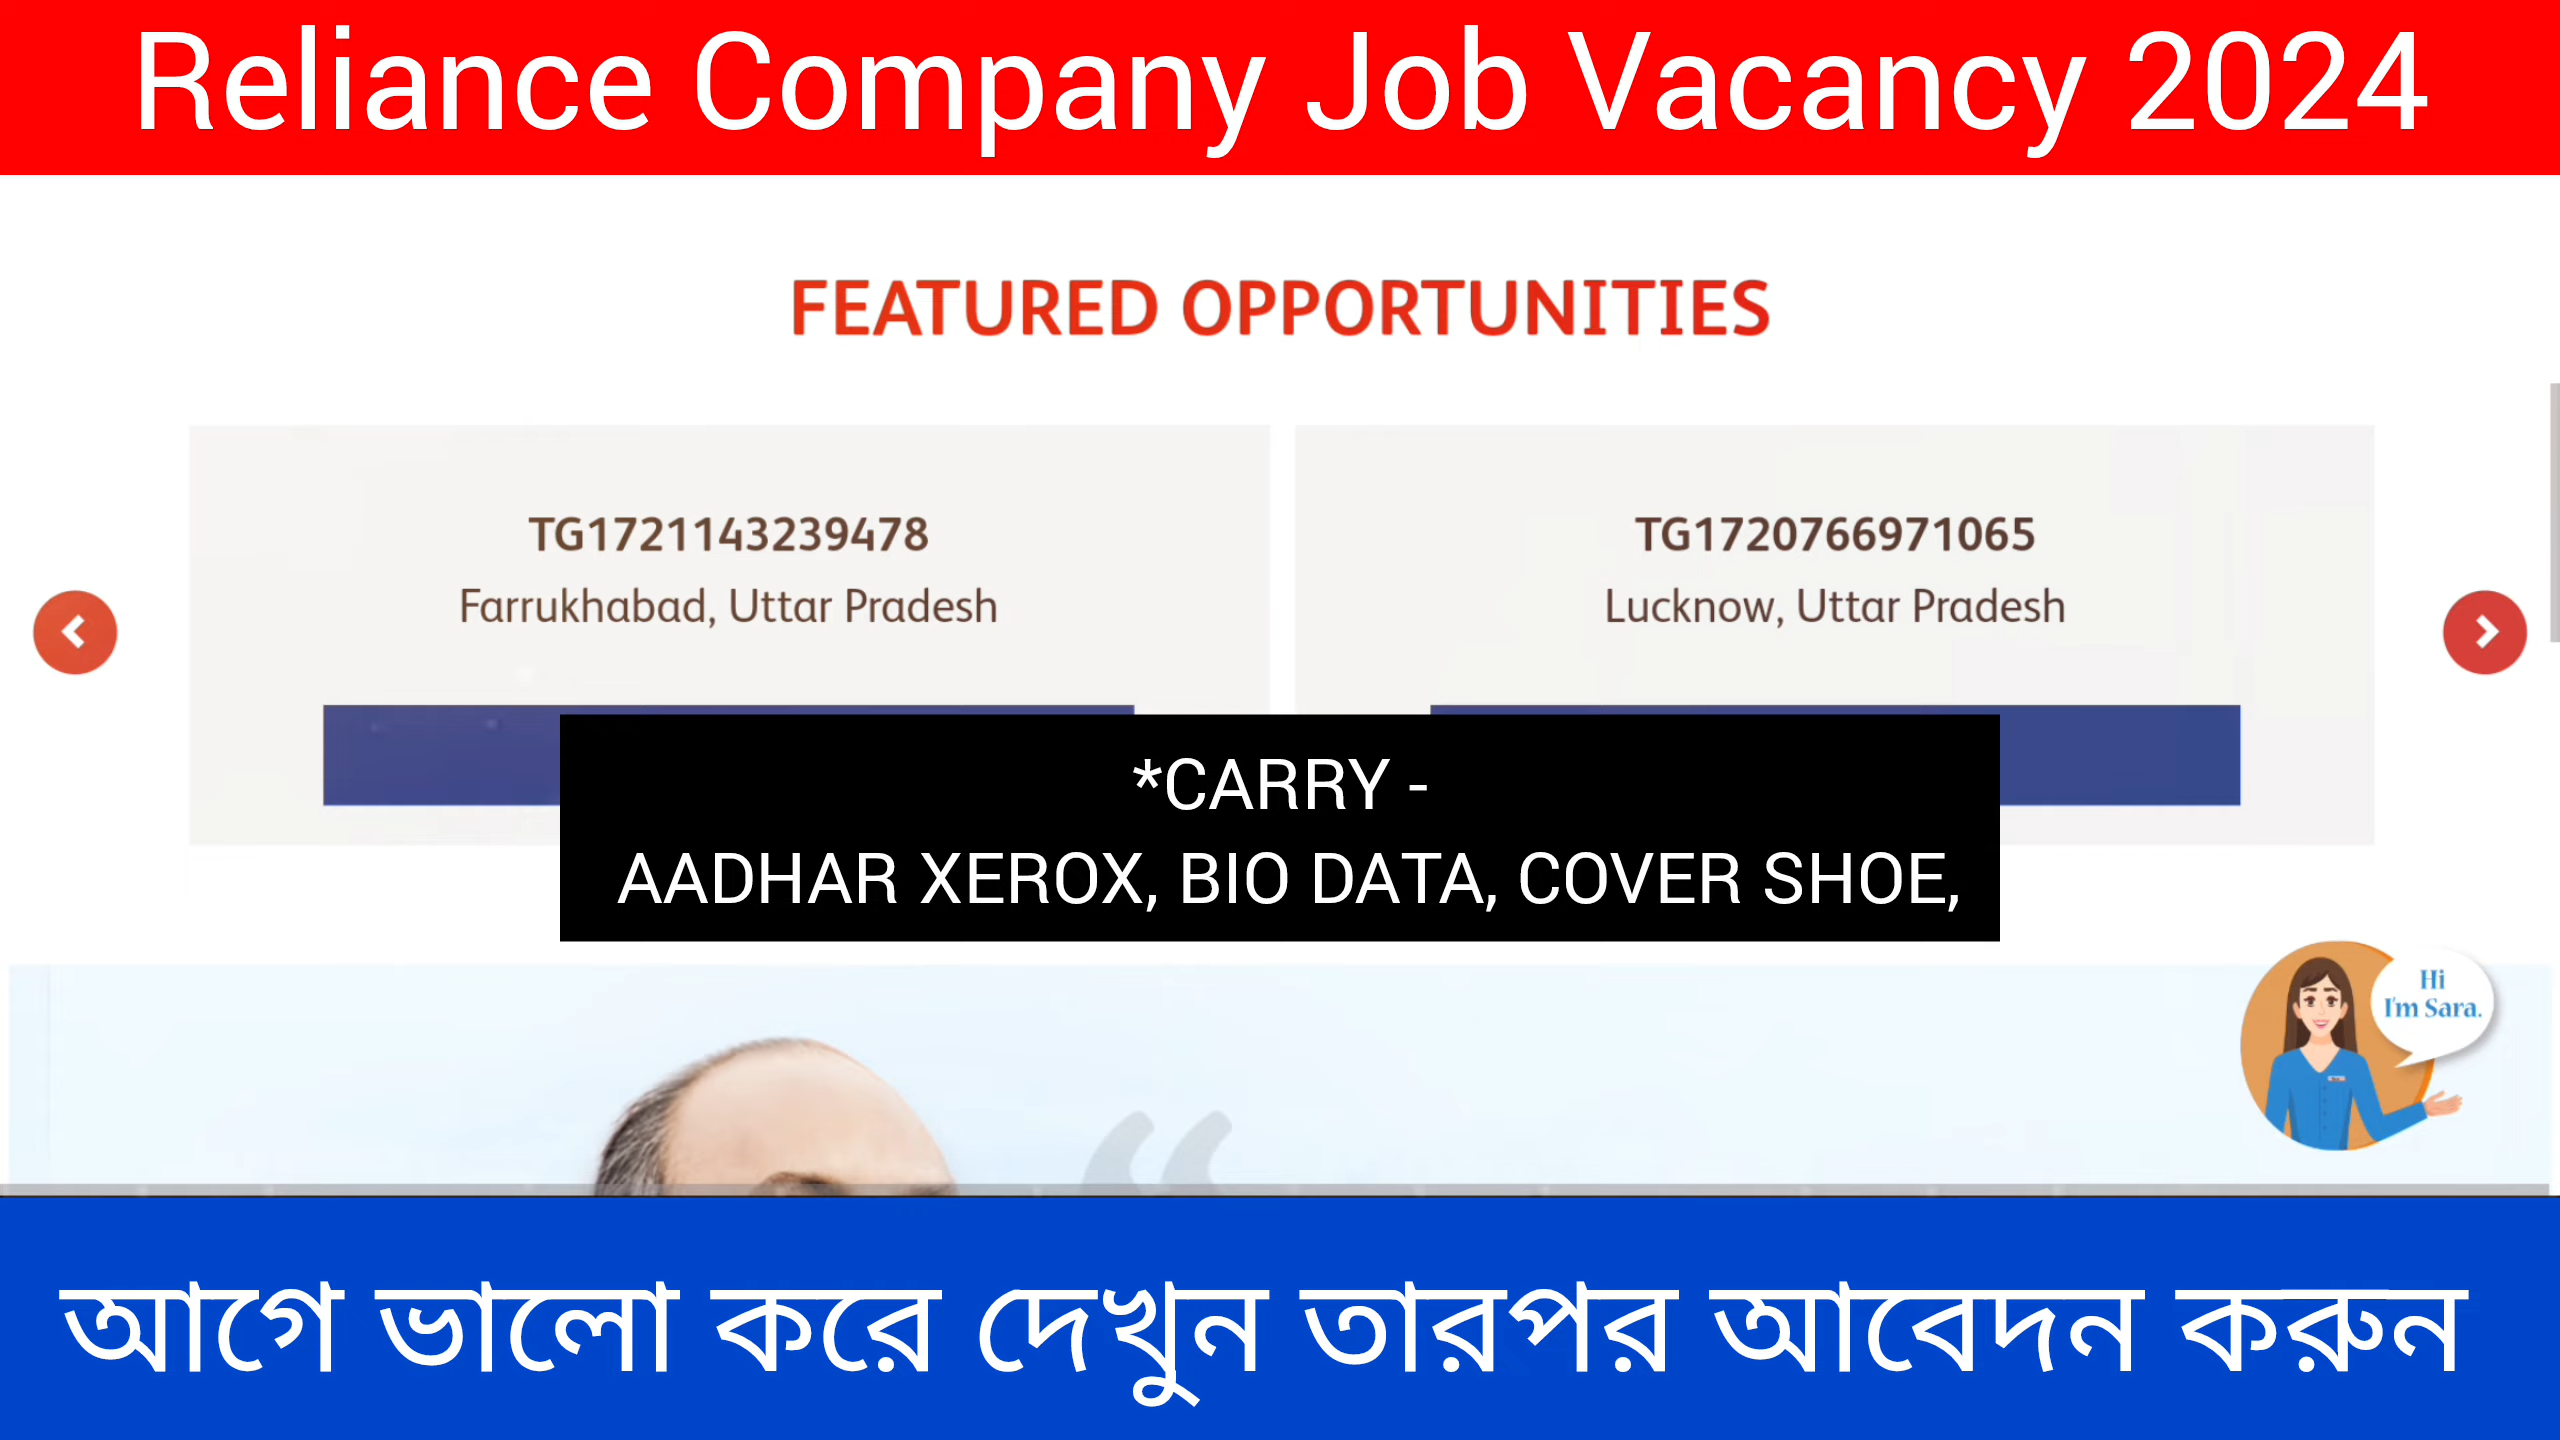 Reliance Company Job Vacancy 2024
FEATURED OPPORTUNITIES
TG1721143239478
Farrukhabad, Uttar Pradesh
TG1720766971065
Lucknow, Uttar Pradesh
*CARRY -
AADHAR XEROX, BIO DATA, COVER SHOE,
Hi
I'm Sara.
“
আগে ভালো করে দেখুন তারপর আবেদন করুন